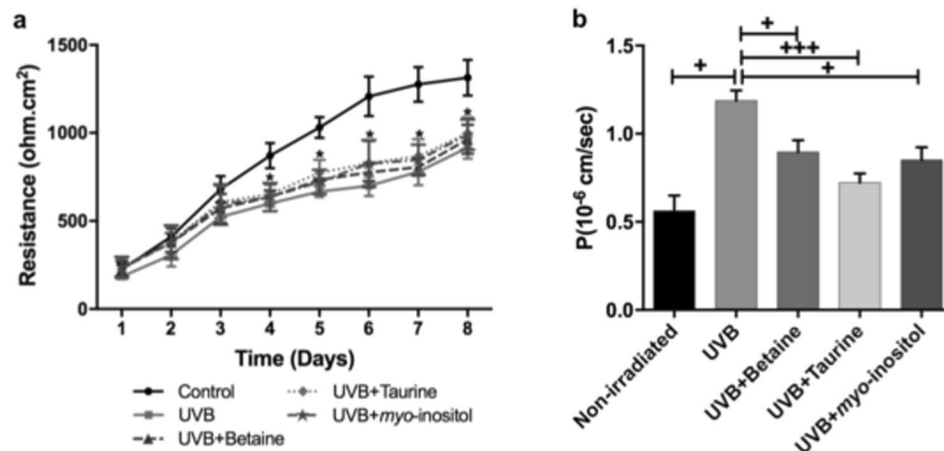 a
Resistance (ohm.cm²)
1500
1000
500
0
1 2 3 4 5 6 7 8
Time (Days)
Control
UVB
UVB+Betaine
UVB+Taurine
UVB+myo-inositol
b
P(10⁻⁶ cm/sec)
1.5
1.0
0.5
0.0
+
+++
+
+
Non-irradiated
UVB
UVB+Betaine
UVB+Taurine
UVB+myo-inositol